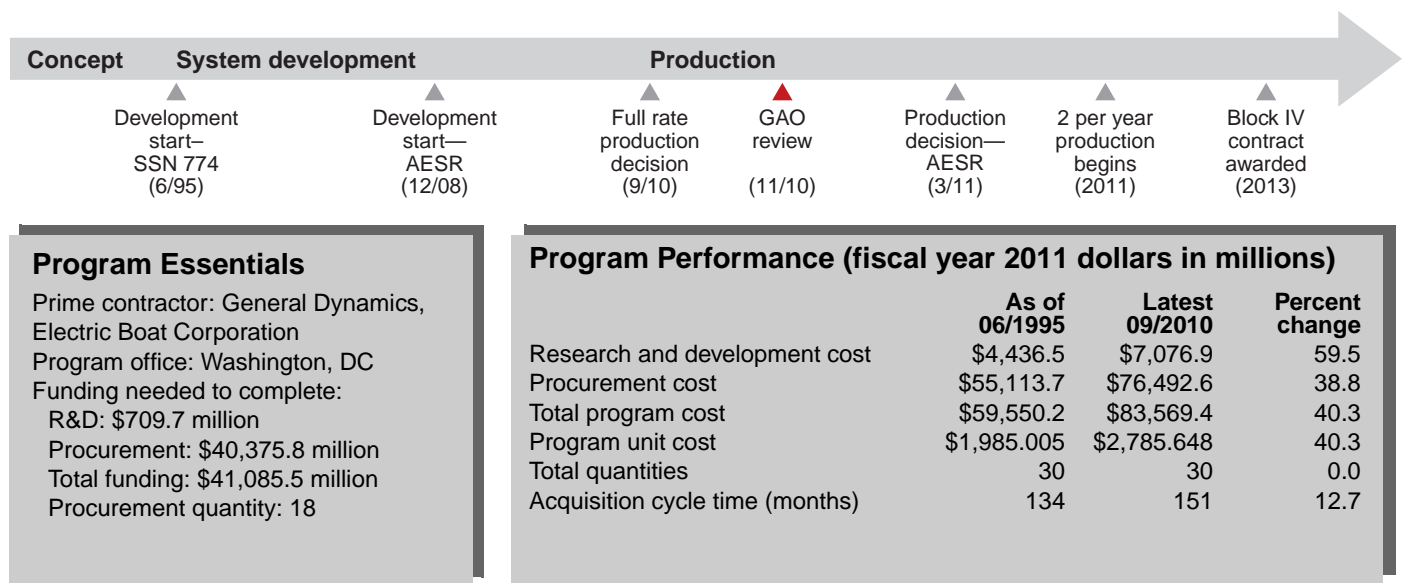 Concept System development Production
Development start– SSN 774 (6/95)
Development start— AESR (12/08)
Full rate production decision (9/10)
GAO review (11/10)
Production decision— AESR (3/11)
2 per year production begins (2011)
Block IV contract awarded (2013)
Program Essentials
Prime contractor: General Dynamics,
Electric Boat Corporation
Program office: Washington, DC
Funding needed to complete:
R&D: $709.7 million
Procurement: $40,375.8 million
Total funding: $41,085.5 million
Procurement quantity: 18
Program Performance (fiscal year 2011 dollars in millions)
As of Latest Percent
06/1995 09/2010 change
Research and development cost $4,436.5 $7,076.9 59.5
Procurement cost $55,113.7 $76,492.6 38.8
Total program cost $59,550.2 $83,569.4 40.3
Program unit cost $1,985.005 $2,785.648 40.3
Total quantities 30 30 0.0
Acquisition cycle time (months) 134 151 12.7